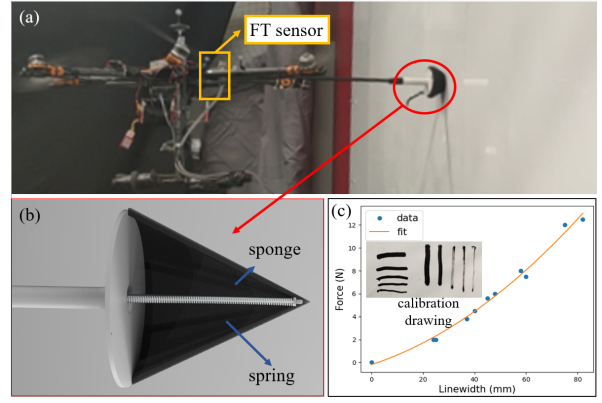 (a)
FT sensor
(b)
sponge
spring
(c)
data
fit
calibration
drawing
Force (N)
12
10
8
6
4
2
0
0
20
40
60
80
Linewidth (mm)